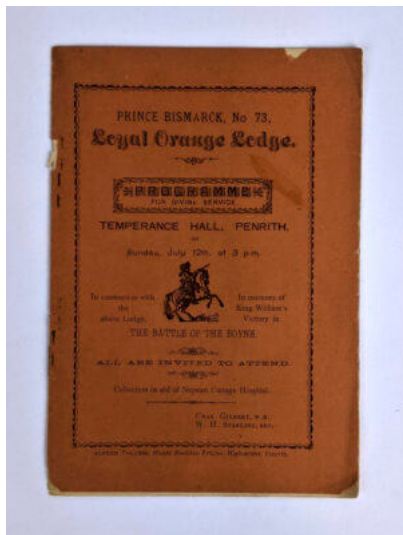 PRINCE BISMARCK, No 73,
Loyal Orange Lodge.
PROGRAMME
FOR DIVINE SERVICE
TEMPERANCE HALL, PENRITH,
ON
Sunday, July 12th, at 3 p.m.
In connection with
the
above Lodge,
In memory of
King William's
Victory in
THE BATTLE OF THE BOYNE.
ALL ARE INVITED TO ATTEND.
Collection in aid of Nepean Cottage Hospital.
CHAS GILBERT, W.M.
W. H. SEC.